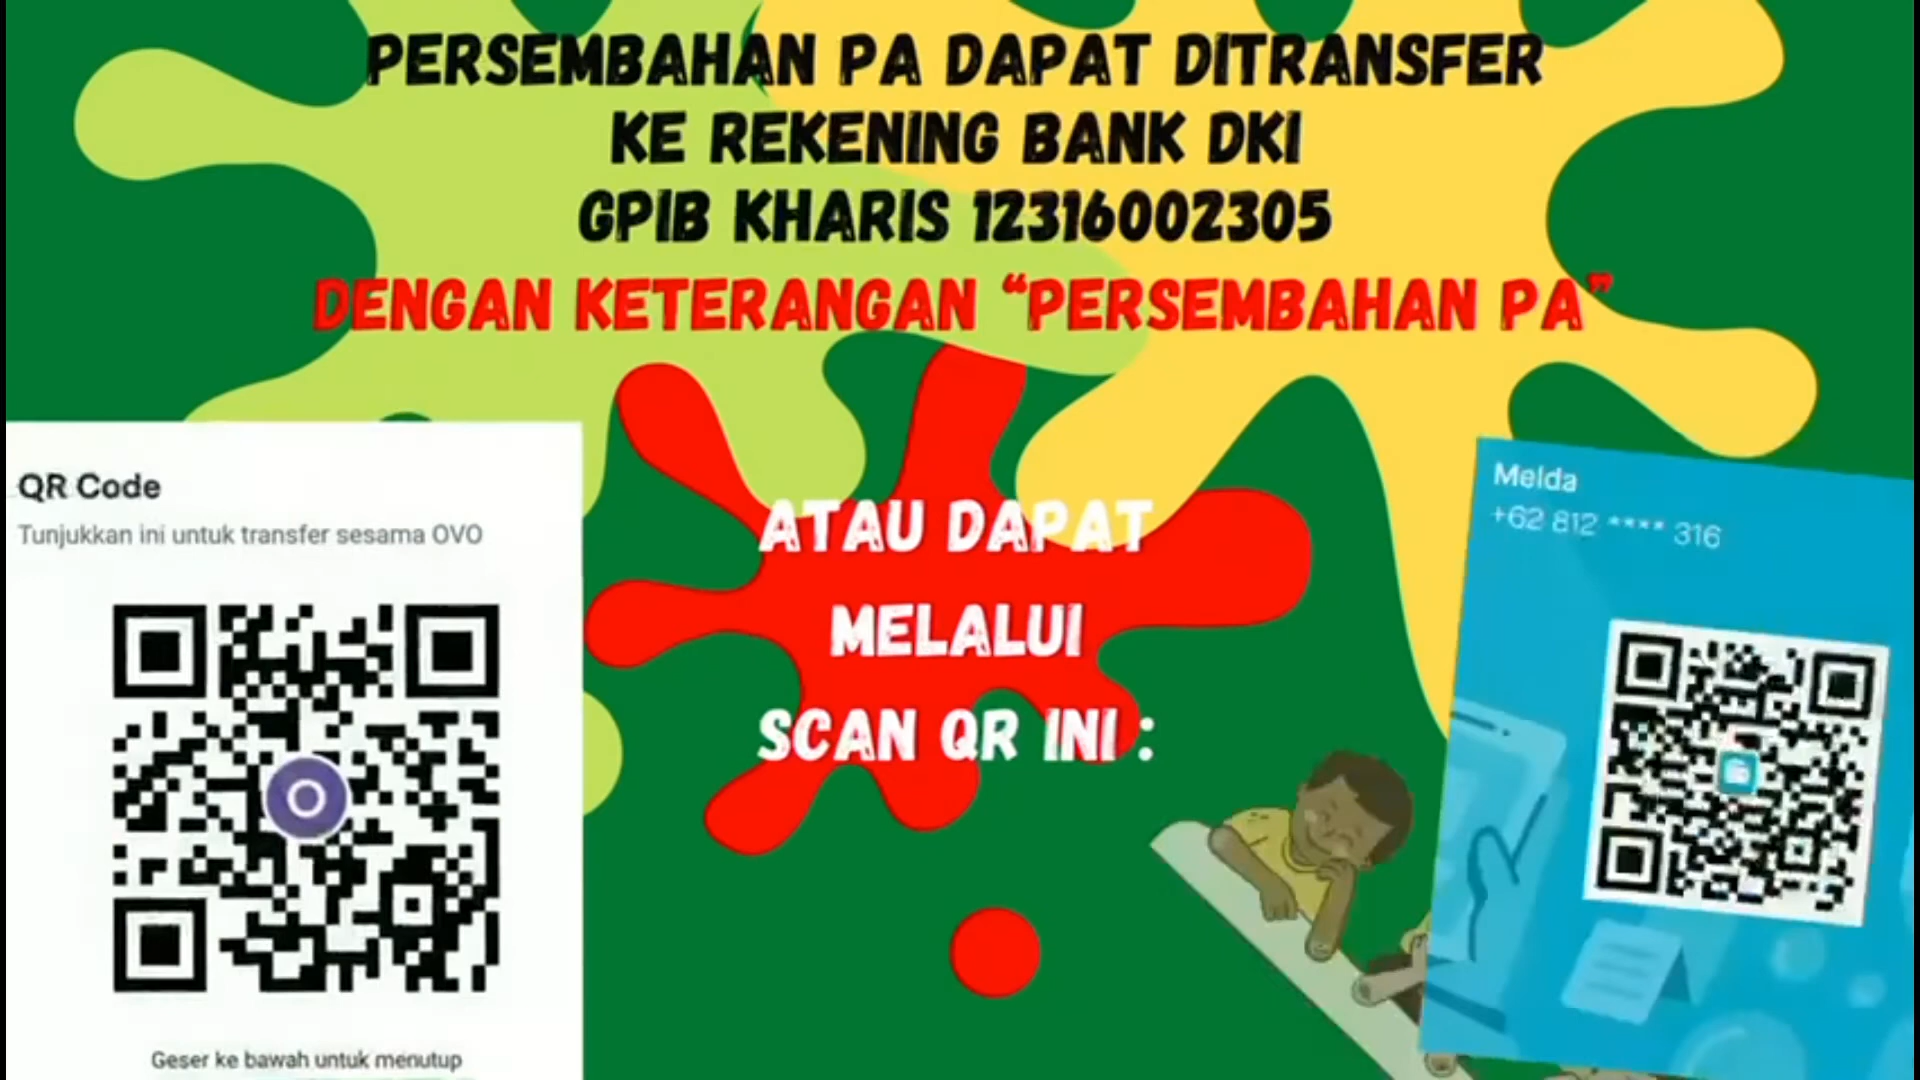 PERSEMBAHAN PA DAPAT DITRANSFER
KE REKENING BANK DKI
GPIB KHARIS 12316002305
DENGAN KETERANGAN “PERSEMBAHAN PA”
QR Code
Tunjukkan ini untuk transfer sesama OVO
Geser ke bawah untuk menutup
ATAU DAPAT
MELALUI
SCAN QR INI :
Melda
+62 812 **** 316